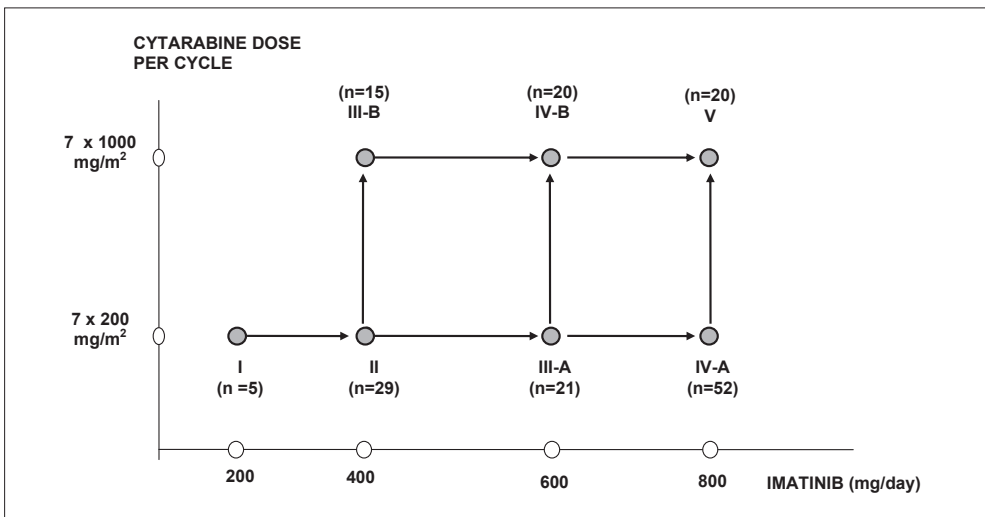 CYTARABINE DOSE
PER CYCLE
(n=15)
III-B
(n=20)
IV-B
(n=20)
V
7 x 1000
mg/m²
7 x 200
mg/m²
I
(n =5)
II
(n=29)
III-A
(n=21)
IV-A
(n=52)
200
400
600
800
IMATINIB (mg/day)